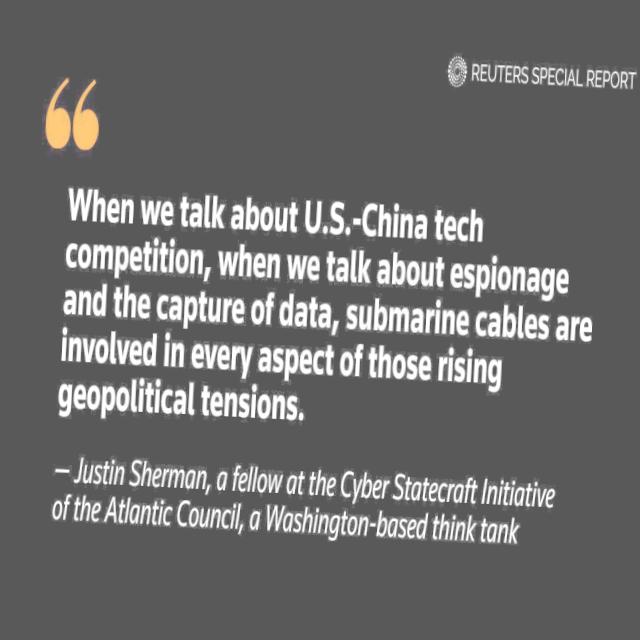 REUTERS SPECIAL REPORT
“
When we talk about U.S.-China tech
competition, when we talk about espionage
and the capture of data, submarine cables are
involved in every aspect of those rising
geopolitical tensions.
– Justin Sherman, a fellow at the Cyber Statecraft Initiative
of the Atlantic Council, a Washington-based think tank